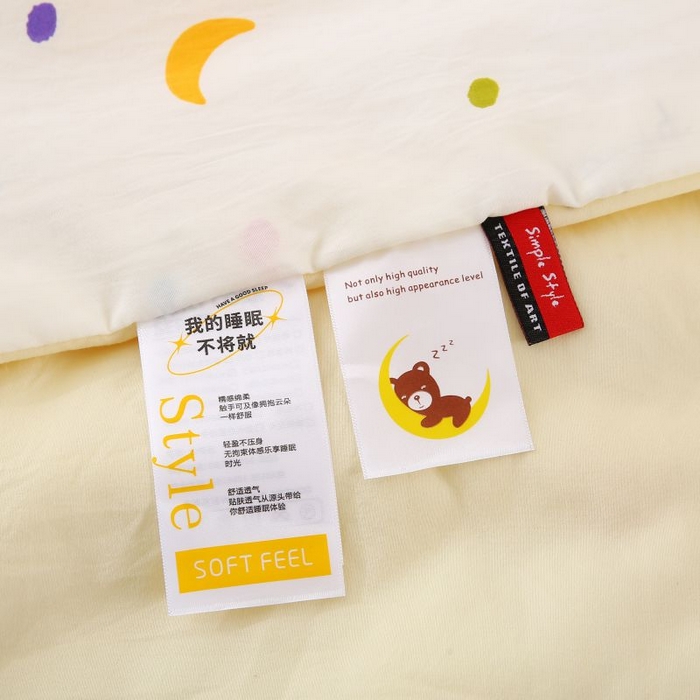 HAVE A GOOD SLEEP
我的睡眠
不将就
Style
精感绵柔
触手可及像拥抱云朵
一样舒服
轻盈不压身
无拘束体感乐享睡眠
时光
舒适透气
贴肤透气从源头带给
你舒适睡眠体验
SOFT FEEL
Not only high quality
but also high appearance level
z z z
Simple Style
TEXTILE OF ART